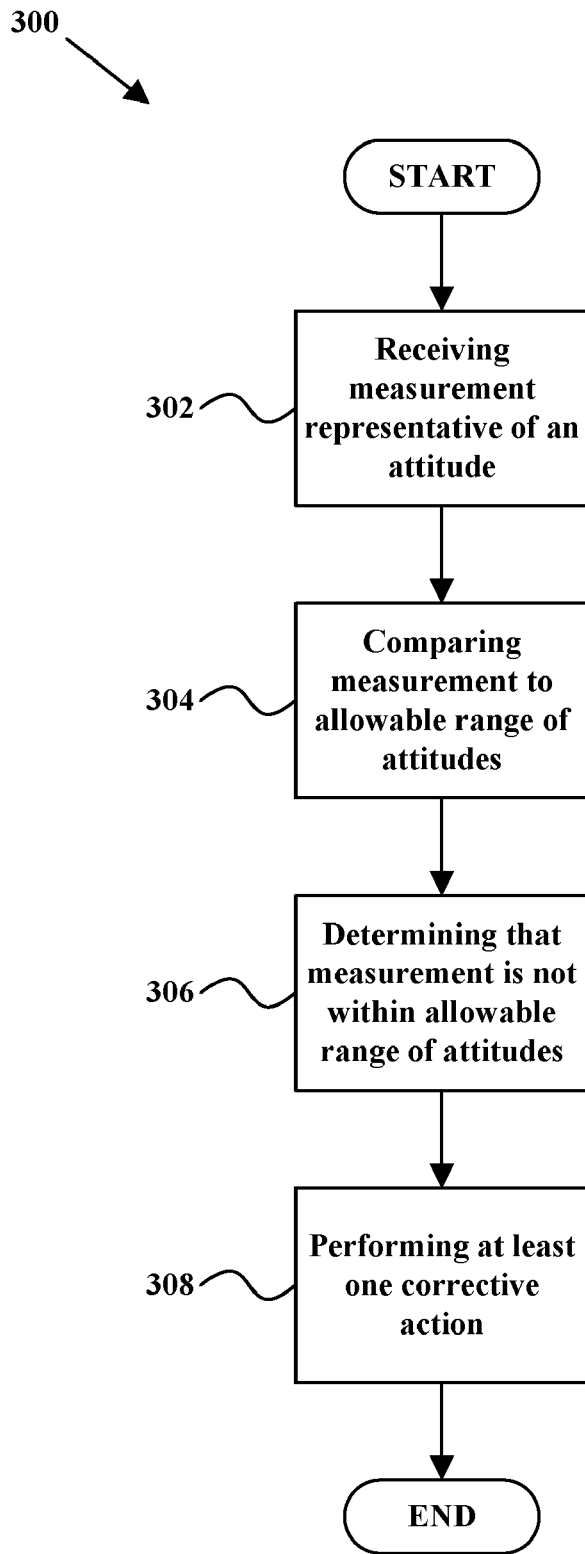 300
START
302
Receiving
measurement
representative of an
attitude
304
Comparing
measurement to
allowable range of
attitudes
306
Determining that
measurement is not
within allowable
range of attitudes
308
Performing at least
one corrective
action
END